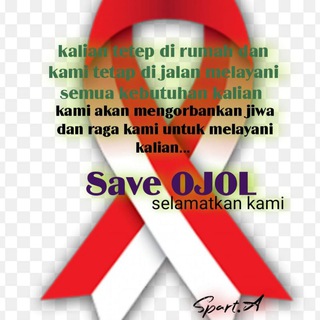 kalian tetep di rumah dan
kami tetap di jalan melayani
semua kebutuhan kalian
kami akan mengorbankan jiwa
dan raga kami untuk melayani
kalian...
Save OJOL
selamatkan kami
Spart.A